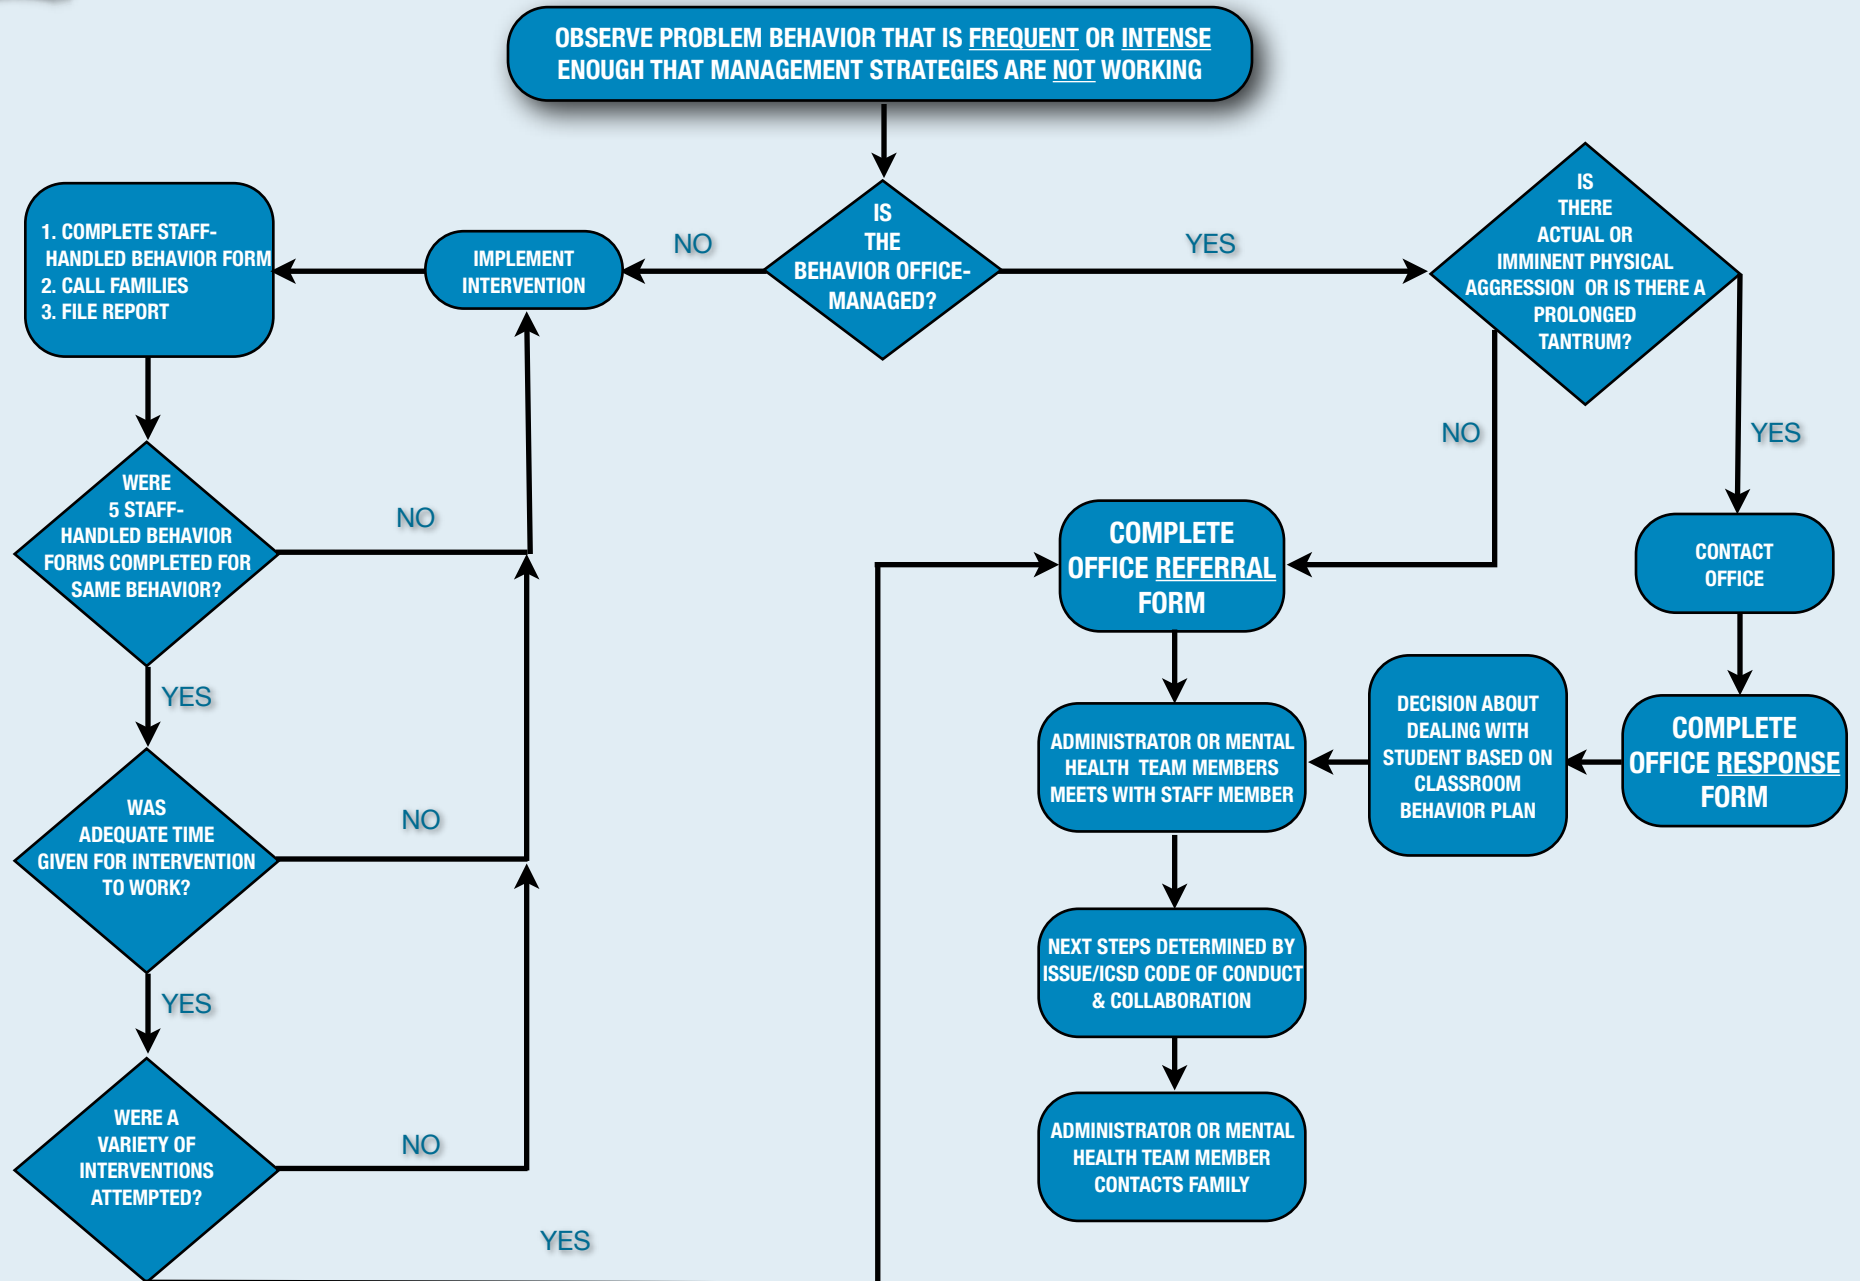 OBSERVE PROBLEM BEHAVIOR THAT IS FREQUENT OR INTENSE
ENOUGH THAT MANAGEMENT STRATEGIES ARE NOT WORKING
IS
THE
BEHAVIOR OFFICE-
MANAGED?
NO
YES
IMPLEMENT
INTERVENTION
1. COMPLETE STAFF-
HANDLED BEHAVIOR FORM
2. CALL FAMILIES
3. FILE REPORT
WERE
5 STAFF-
HANDLED BEHAVIOR
FORMS COMPLETED FOR
SAME BEHAVIOR?
NO
YES
WAS
ADEQUATE TIME
GIVEN FOR INTERVENTION
TO WORK?
NO
YES
WERE A
VARIETY OF
INTERVENTIONS
ATTEMPTED?
NO
YES
IS
THERE
ACTUAL OR
IMMINENT PHYSICAL
AGGRESSION OR IS THERE A
PROLONGED
TANTRUM?
NO
YES
COMPLETE
OFFICE REFERRAL
FORM
CONTACT
OFFICE
COMPLETE
OFFICE RESPONSE
FORM
DECISION ABOUT
DEALING WITH
STUDENT BASED ON
CLASSROOM
BEHAVIOR PLAN
ADMINISTRATOR OR MENTAL
HEALTH TEAM MEMBERS
MEETS WITH STAFF MEMBER
NEXT STEPS DETERMINED BY
ISSUE/ICSD CODE OF CONDUCT
& COLLABORATION
ADMINISTRATOR OR MENTAL
HEALTH TEAM MEMBER
CONTACTS FAMILY